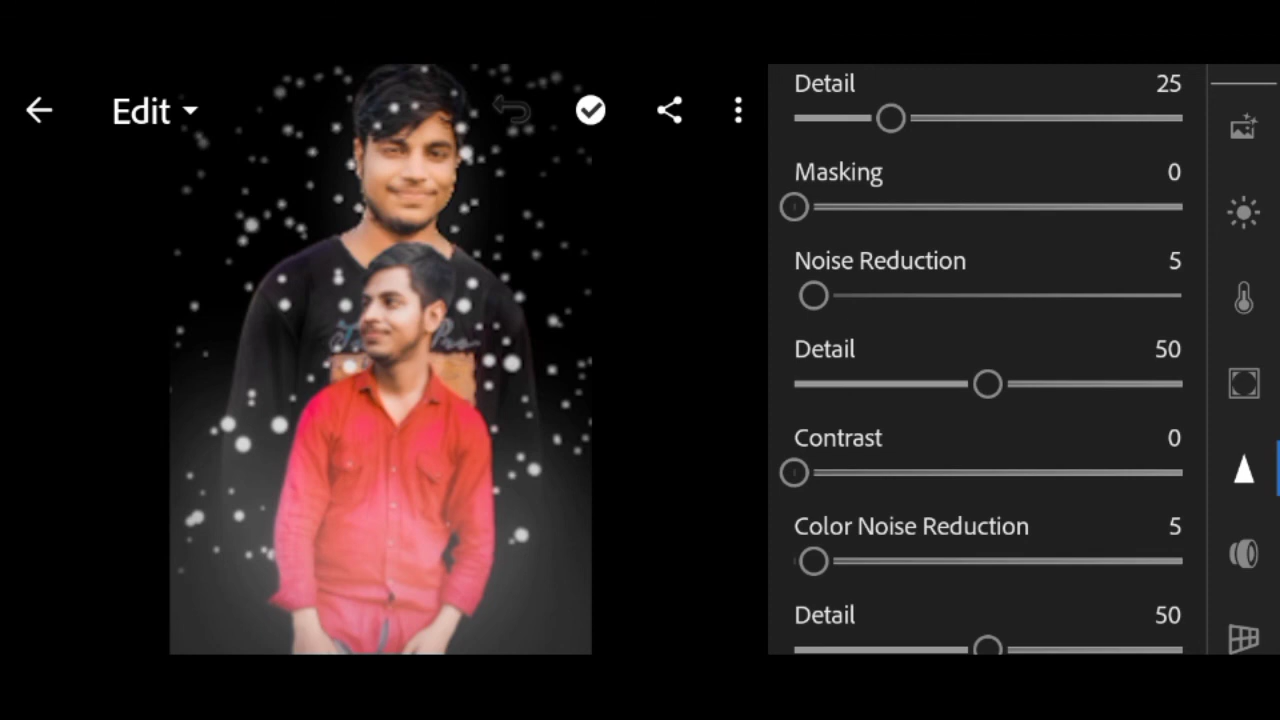 Edit
Detail 25
Masking 0
Noise Reduction 5
Detail 50
Contrast 0
Color Noise Reduction 5
Detail 50